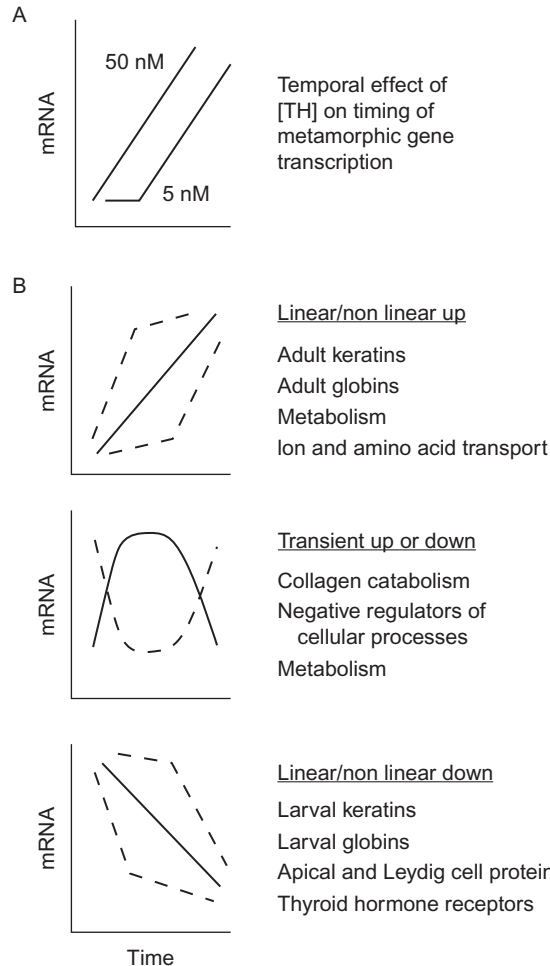 A
mRNA
50 nM
5 nM
Temporal effect of
[TH] on timing of
metamorphic gene
transcription
B
mRNA
Linear/non linear up
Adult keratins
Adult globins
Metabolism
Ion and amino acid transport
mRNA
Transient up or down
Collagen catabolism
Negative regulators of
cellular processes
Metabolism
mRNA
Linear/non linear down
Larval keratins
Larval globins
Apical and Leydig cell protein
Thyroid hormone receptors
Time